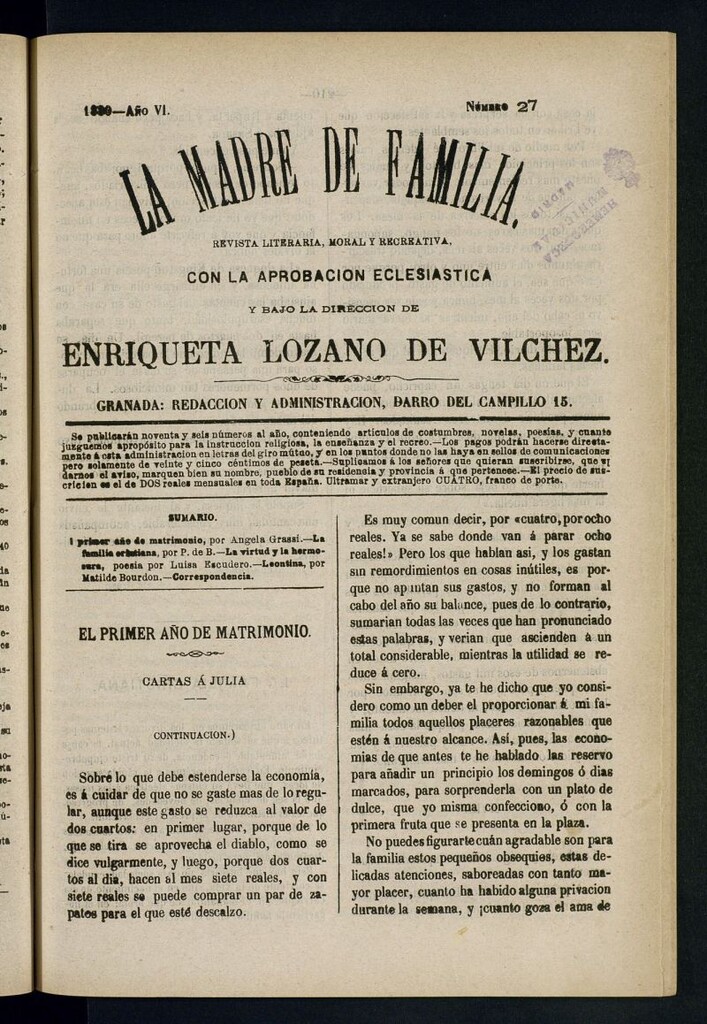 1880—Año VI.
Número 27
LA MADRE DE FAMILIA.
REVISTA LITERARIA, MORAL Y RECREATIVA,
CON LA APROBACION ECLESIASTICA
Y BAJO LA DIRECCION DE
ENRIQUETA LOZANO DE VILCHEZ.
GRANADA: REDACCION Y ADMINISTRACION, DARRO DEL CAMPILLO 15.
Se publicarán noventa y seis números al año, conteniendo artículos de costumbres, novelas, poesías, y cuanto
juzguemos apropósito para la instruccion religiosa, la enseñanza y el recreo.—Los pagos podrán hacerse directa-
mente á esta administracion en letras del giro mútuo, y en los puntos donde no las haya en sellos de comunicaciones
pero solamente de veinte y cinco céntimos de peseta.—Suplicamos á los señores que quieran suscribirse, que al
darnos el aviso, marquen bien su nombre, pueblo de su residencia y provincia á que pertenece.—El precio de sus-
cricion es el de DOS reales mensuales en toda España. Ultramar y extranjero CUATRO, franco de porte.
SUMARIO.
l primer año de matrimonio, por Angela Grassi.—La
familia cristiana, por P. de B.—La virtud y la hermo-
sura, poesía por Luisa Escudero.—Leontina, por
Matilde Bourdon.—Correspondencia.
EL PRIMER AÑO DE MATRIMONIO.
CARTAS Á JULIA
CONTINUACION.)
Sobre lo que debe estenderse la economía,
es á cuidar de que no se gaste mas de lo regu-
lar, aunque este gasto se reduzca al valor de
dos cuartos: en primer lugar, porque de lo
que se tira se aprovecha el diablo, como se
dice vulgarmente, y luego, porque dos cuar-
tos al dia, hacen al mes siete reales, y con
siete reales se puede comprar un par de za-
patos para el que esté descalzo.
Es muy comun decir, por «cuatro, por ocho
reales. Ya se sabe donde van á parar ocho
reales!» Pero los que hablan asi, y los gastan
sin remordimientos en cosas inútiles, es por-
que no apuntan sus gastos, y no forman al
cabo del año su balance, pues de lo contrario,
sumarian todas las veces que han pronunciado
estas palabras, y verian que ascienden á un
total considerable, mientras la utilidad se re-
duce á cero.
Sin embargo, ya te he dicho que yo consi-
dero como un deber el proporcionar á mi fa-
milia todos aquellos placeres razonables que
estén á nuestro alcance. Así, pues, las econo-
mias de que antes te he hablado las reservo
para añadir un principio los domingos ó dias
marcados, para sorprenderla con un plato de
dulce, que yo misma confecciono, ó con la
primera fruta que se presenta en la plaza.
No puedes figurarte cuán agradable son para
la familia estos pequeños obsequios, estas de-
licadas atenciones, saboreadas con tanto ma-
yor placer, cuanto ha habido alguna privacion
durante la semana, y ¡cuanto goza el ama de
HEMEROTECA
MUNICIPAL
MADRID